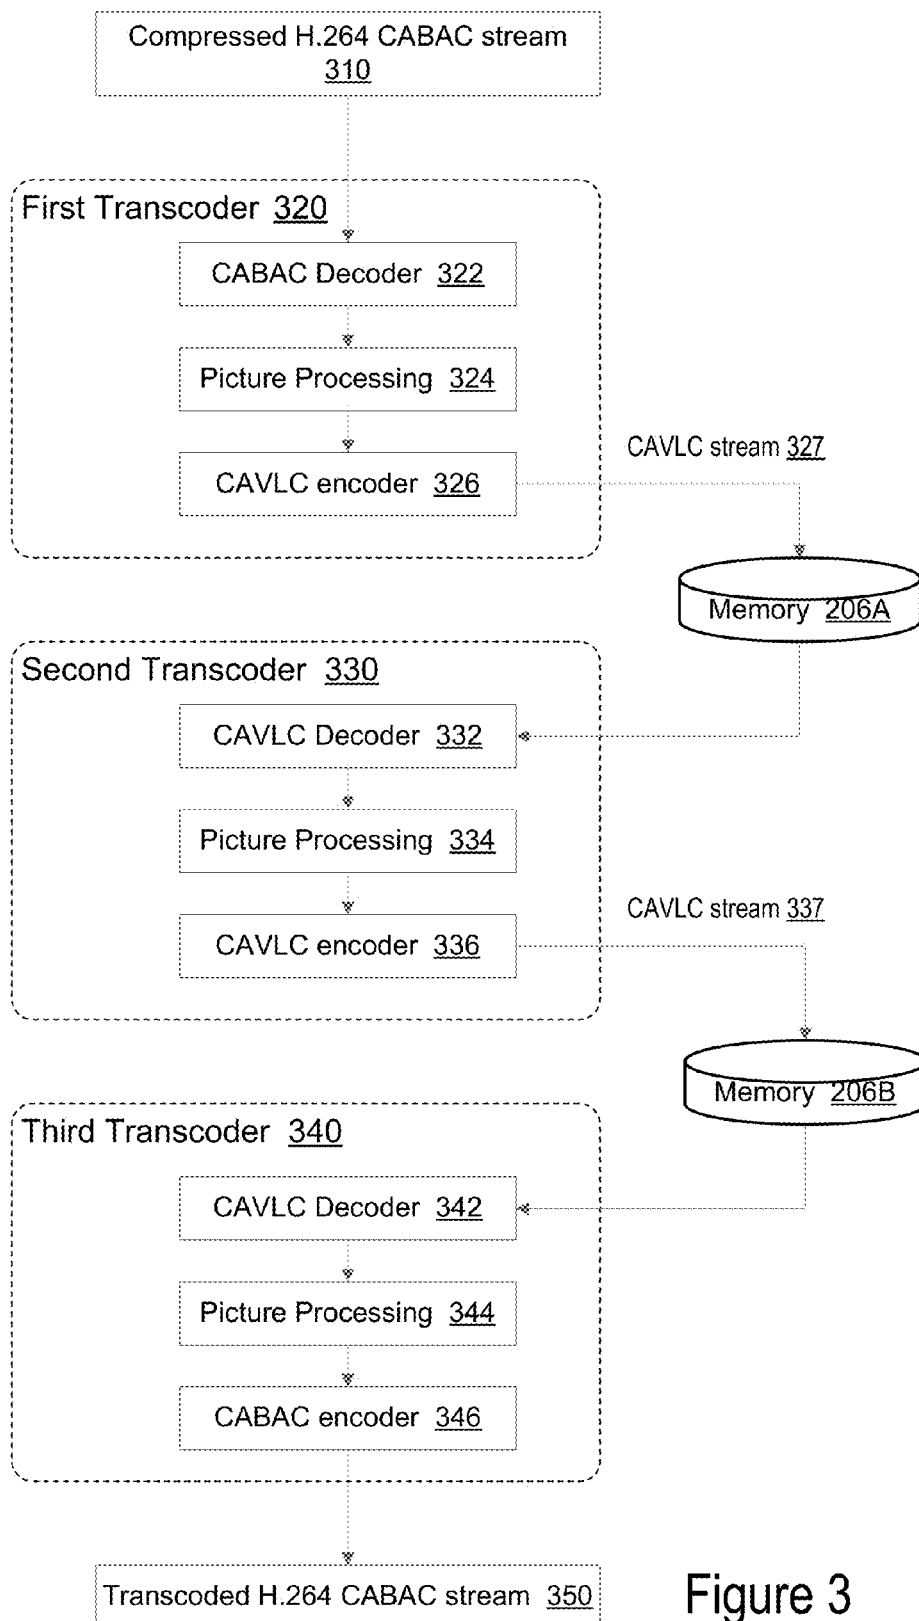 Compressed H.264 CABAC stream
310
First Transcoder 320
CABAC Decoder 322
Picture Processing 324
CAVLC encoder 326
CAVLC stream 327
Memory 206A
Second Transcoder 330
CAVLC Decoder 332
Picture Processing 334
CAVLC encoder 336
CAVLC stream 337
Memory 206B
Third Transcoder 340
CAVLC Decoder 342
Picture Processing 344
CABAC encoder 346
Transcoded H.264 CABAC stream 350
Figure 3